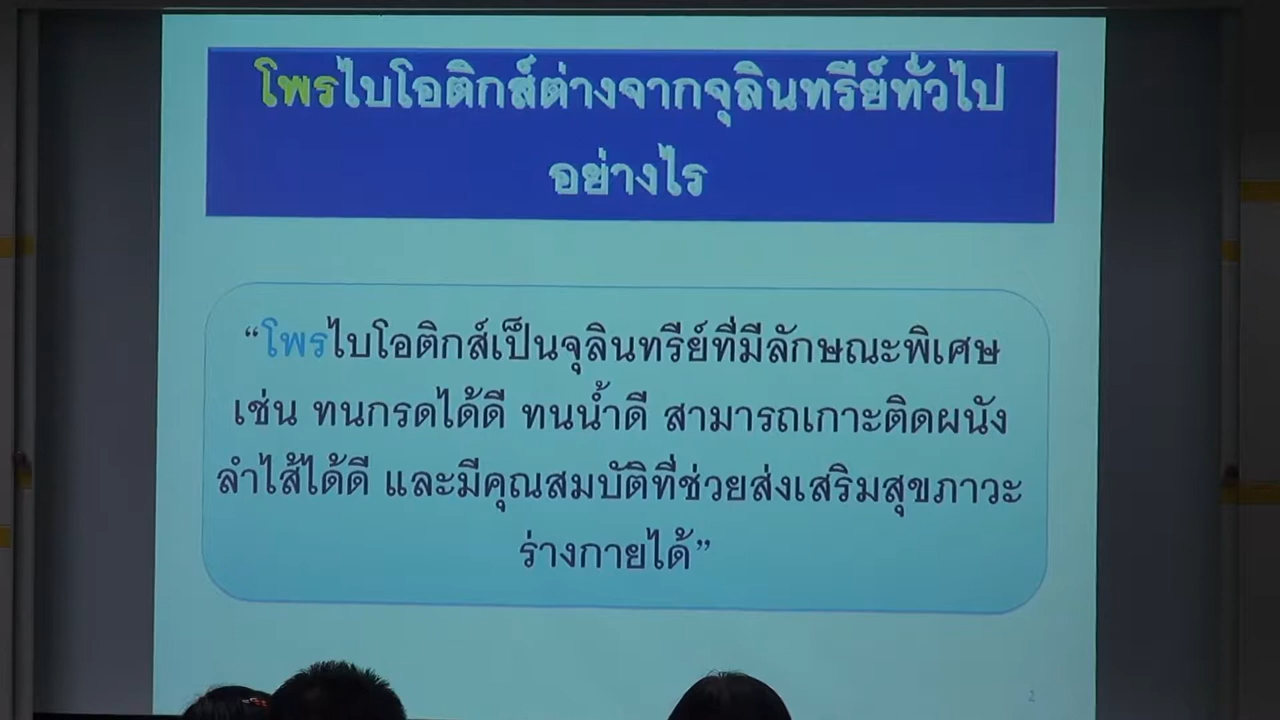 โพรไบโอติกส์ต่างจากจุลินทรีย์ทั่วไป
อย่างไร
“โพรไบโอติกส์เป็นจุลินทรีย์ที่มีลักษณะพิเศษ
เช่น ทนกรดได้ดี ทนน้ำดี สามารถเกาะติดผนัง
ลำไส้ได้ดี และมีคุณสมบัติที่ช่วยส่งเสริมสุขภาวะ
ร่างกายได้”
2